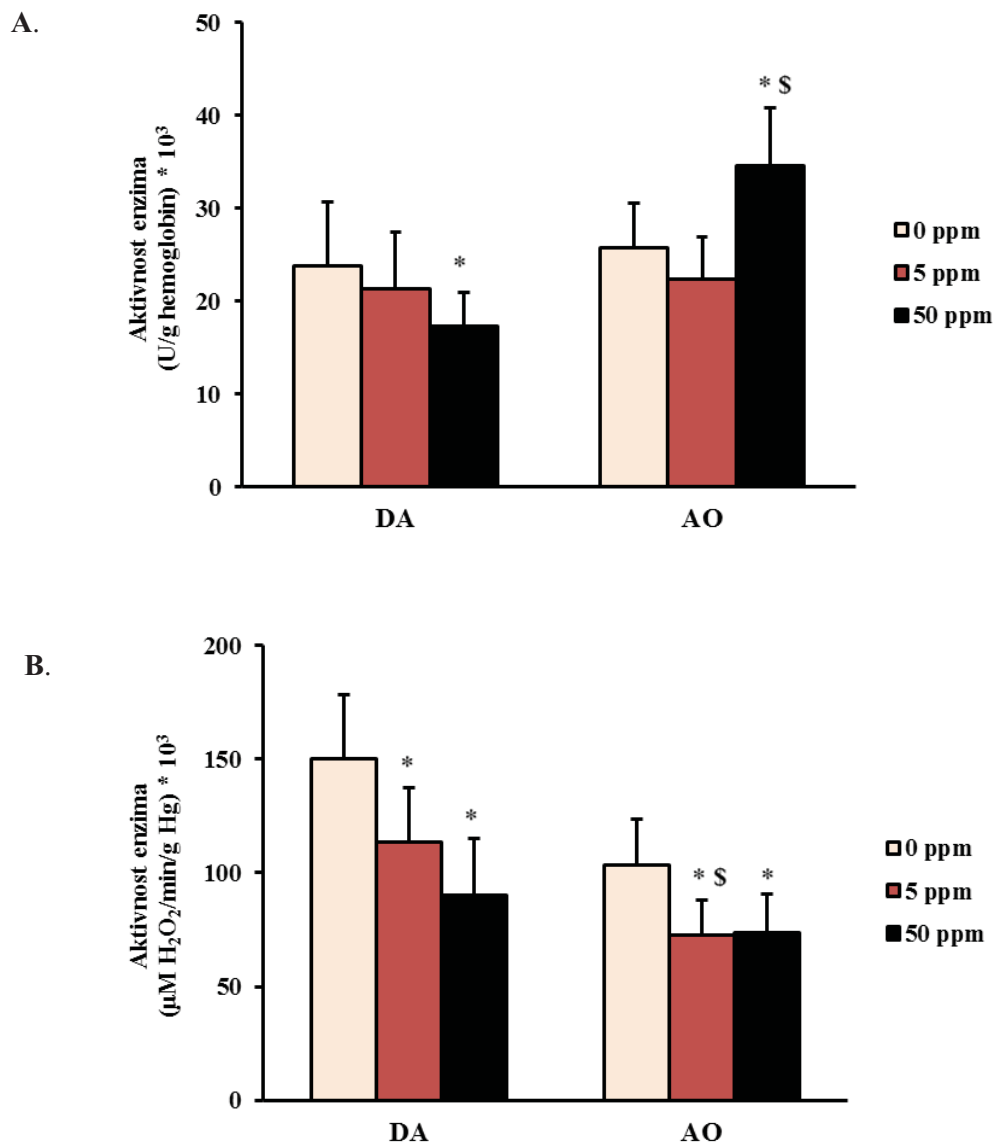 A.
50
40
30
20
10
0
Aktivnost enzima
(U/g hemoglobin) * 10³
*
* $
DA
AO
0 ppm
5 ppm
50 ppm
B.
200
150
100
50
0
Aktivnost enzima
(µM H₂O₂/min/g Hg) * 10³
*
*
* $
*
DA
AO
0 ppm
5 ppm
50 ppm